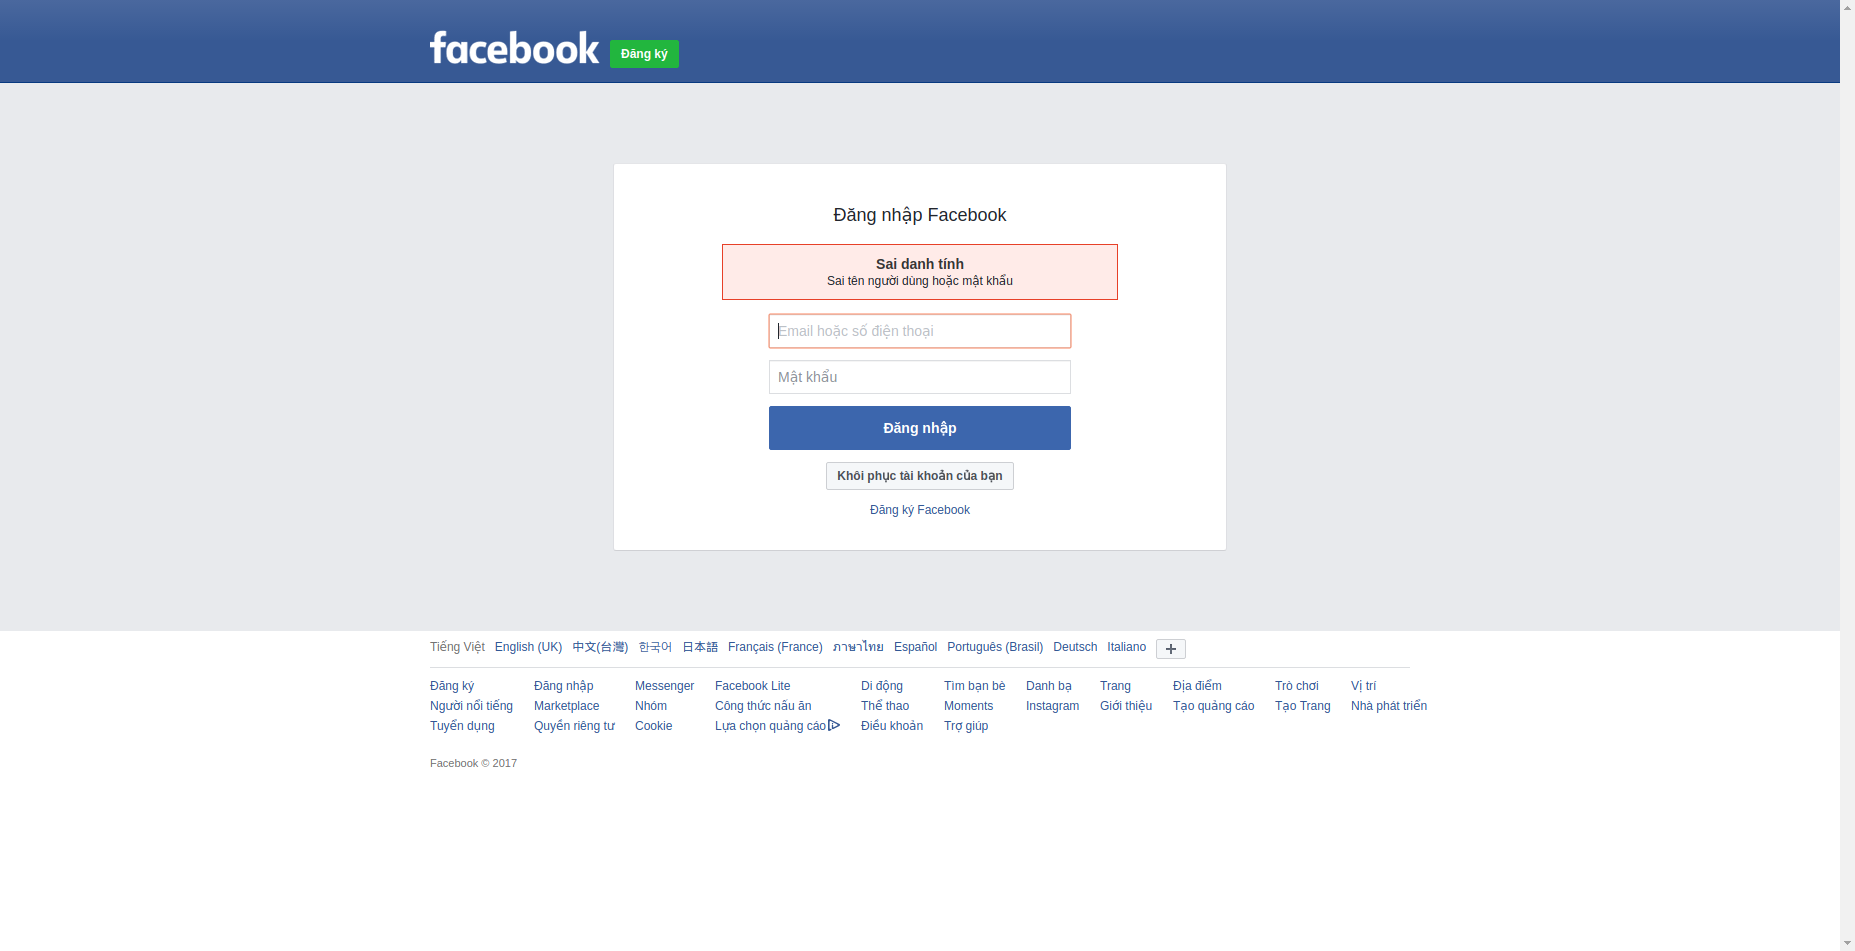 facebook Đăng ký
Đăng nhập Facebook
Sai danh tính
Sai tên người dùng hoặc mật khẩu
Email hoặc số điện thoại
Mật khẩu
Đăng nhập
Khôi phục tài khoản của bạn
Đăng ký Facebook
Tiếng Việt English (UK) 中文(台灣) 한국어 日本語 Français (France) ภาษาไทย Español Português (Brasil) Deutsch Italiano
Đăng ký Đăng nhập Messenger Facebook Lite Di động Tìm bạn bè Danh bạ Trang Địa điểm Trò chơi Vị trí
Người nổi tiếng Marketplace Nhóm Công thức nấu ăn Thể thao Moments Instagram Giới thiệu Tạo quảng cáo Tạo Trang Nhà phát triển
Tuyển dụng Quyền riêng tư Cookie Lựa chọn quảng cáo Điều khoản Trợ giúp
Facebook © 2017